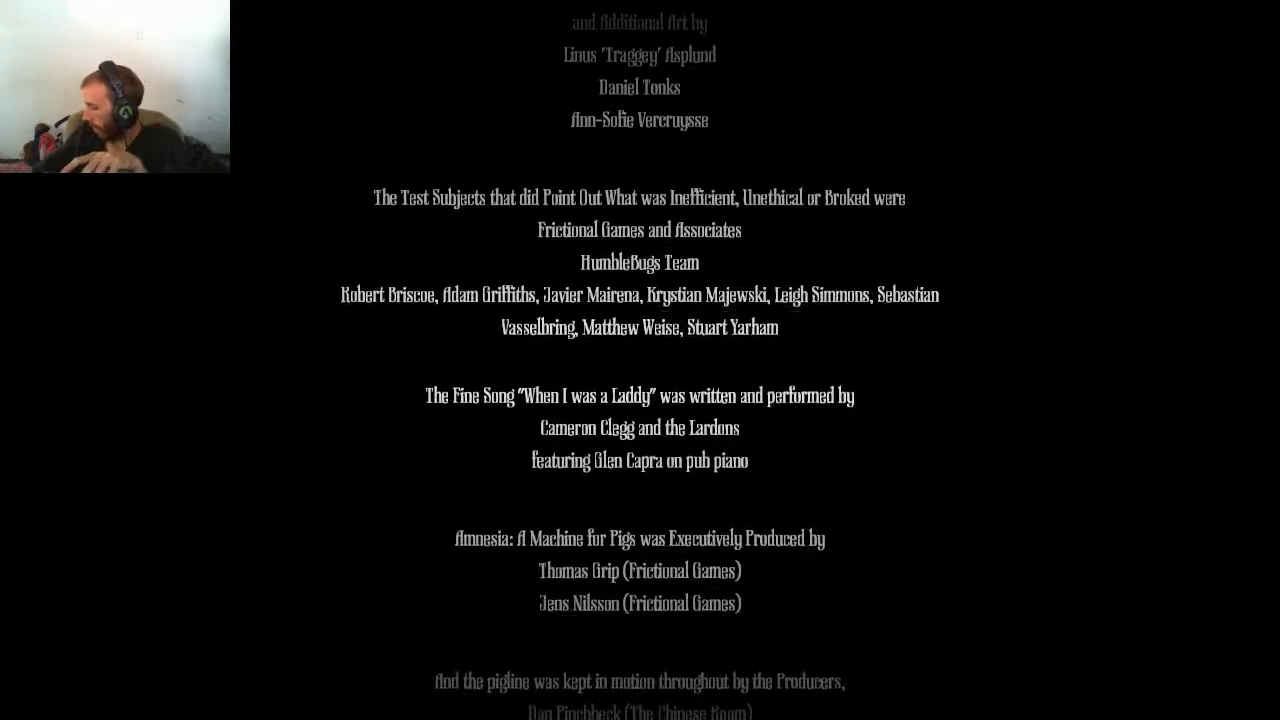 and Additional Art by
Linus 'Traggey' Asplund
Daniel Tonks
Ann-Sofie Vercruysse
The Test Subjects that did Point Out What was Inefficient, Unethical or Broked were
Frictional Games and Associates
HumbleBugs Team
Robert Briscoe, Adam Griffiths, Javier Mairena, Krystian Majewski, Leigh Simmons, Sebastian
Vasselbring, Matthew Weise, Stuart Yarham
The Fine Song "When I was a Laddy" was written and performed by
Cameron Clegg and the Lardons
featuring Glen Capra on pub piano
Amnesia: A Machine for Pigs was Executively Produced by
Thomas Grip (Frictional Games)
Jens Nilsson (Frictional Games)
And the pigline was kept in motion throughout by the Producers,
Dan Pinchbeck (The Chinese Room)